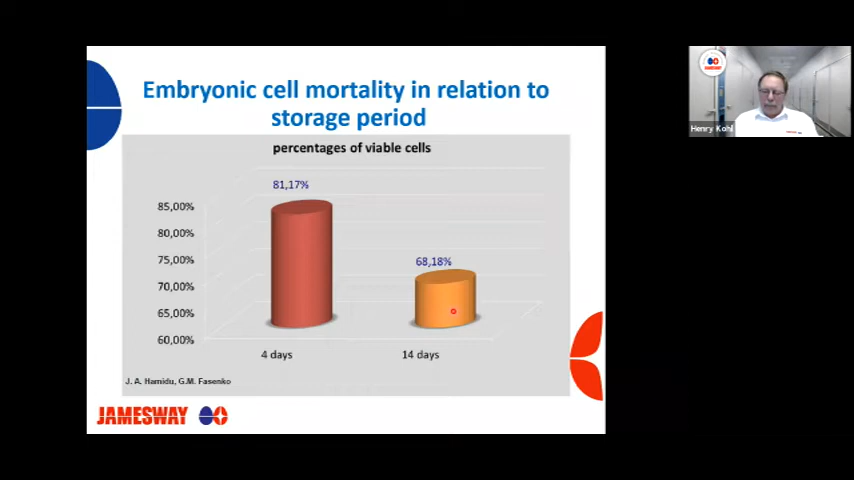 Embryonic cell mortality in relation to
storage period
percentages of viable cells
81,17%
68,18%
85,00%
80,00%
75,00%
70,00%
65,00%
60,00%
4 days
14 days
J. A. Hamidu, G.M. Fasenko
JAMESWAY
JAMESWAY
Henry Kohl